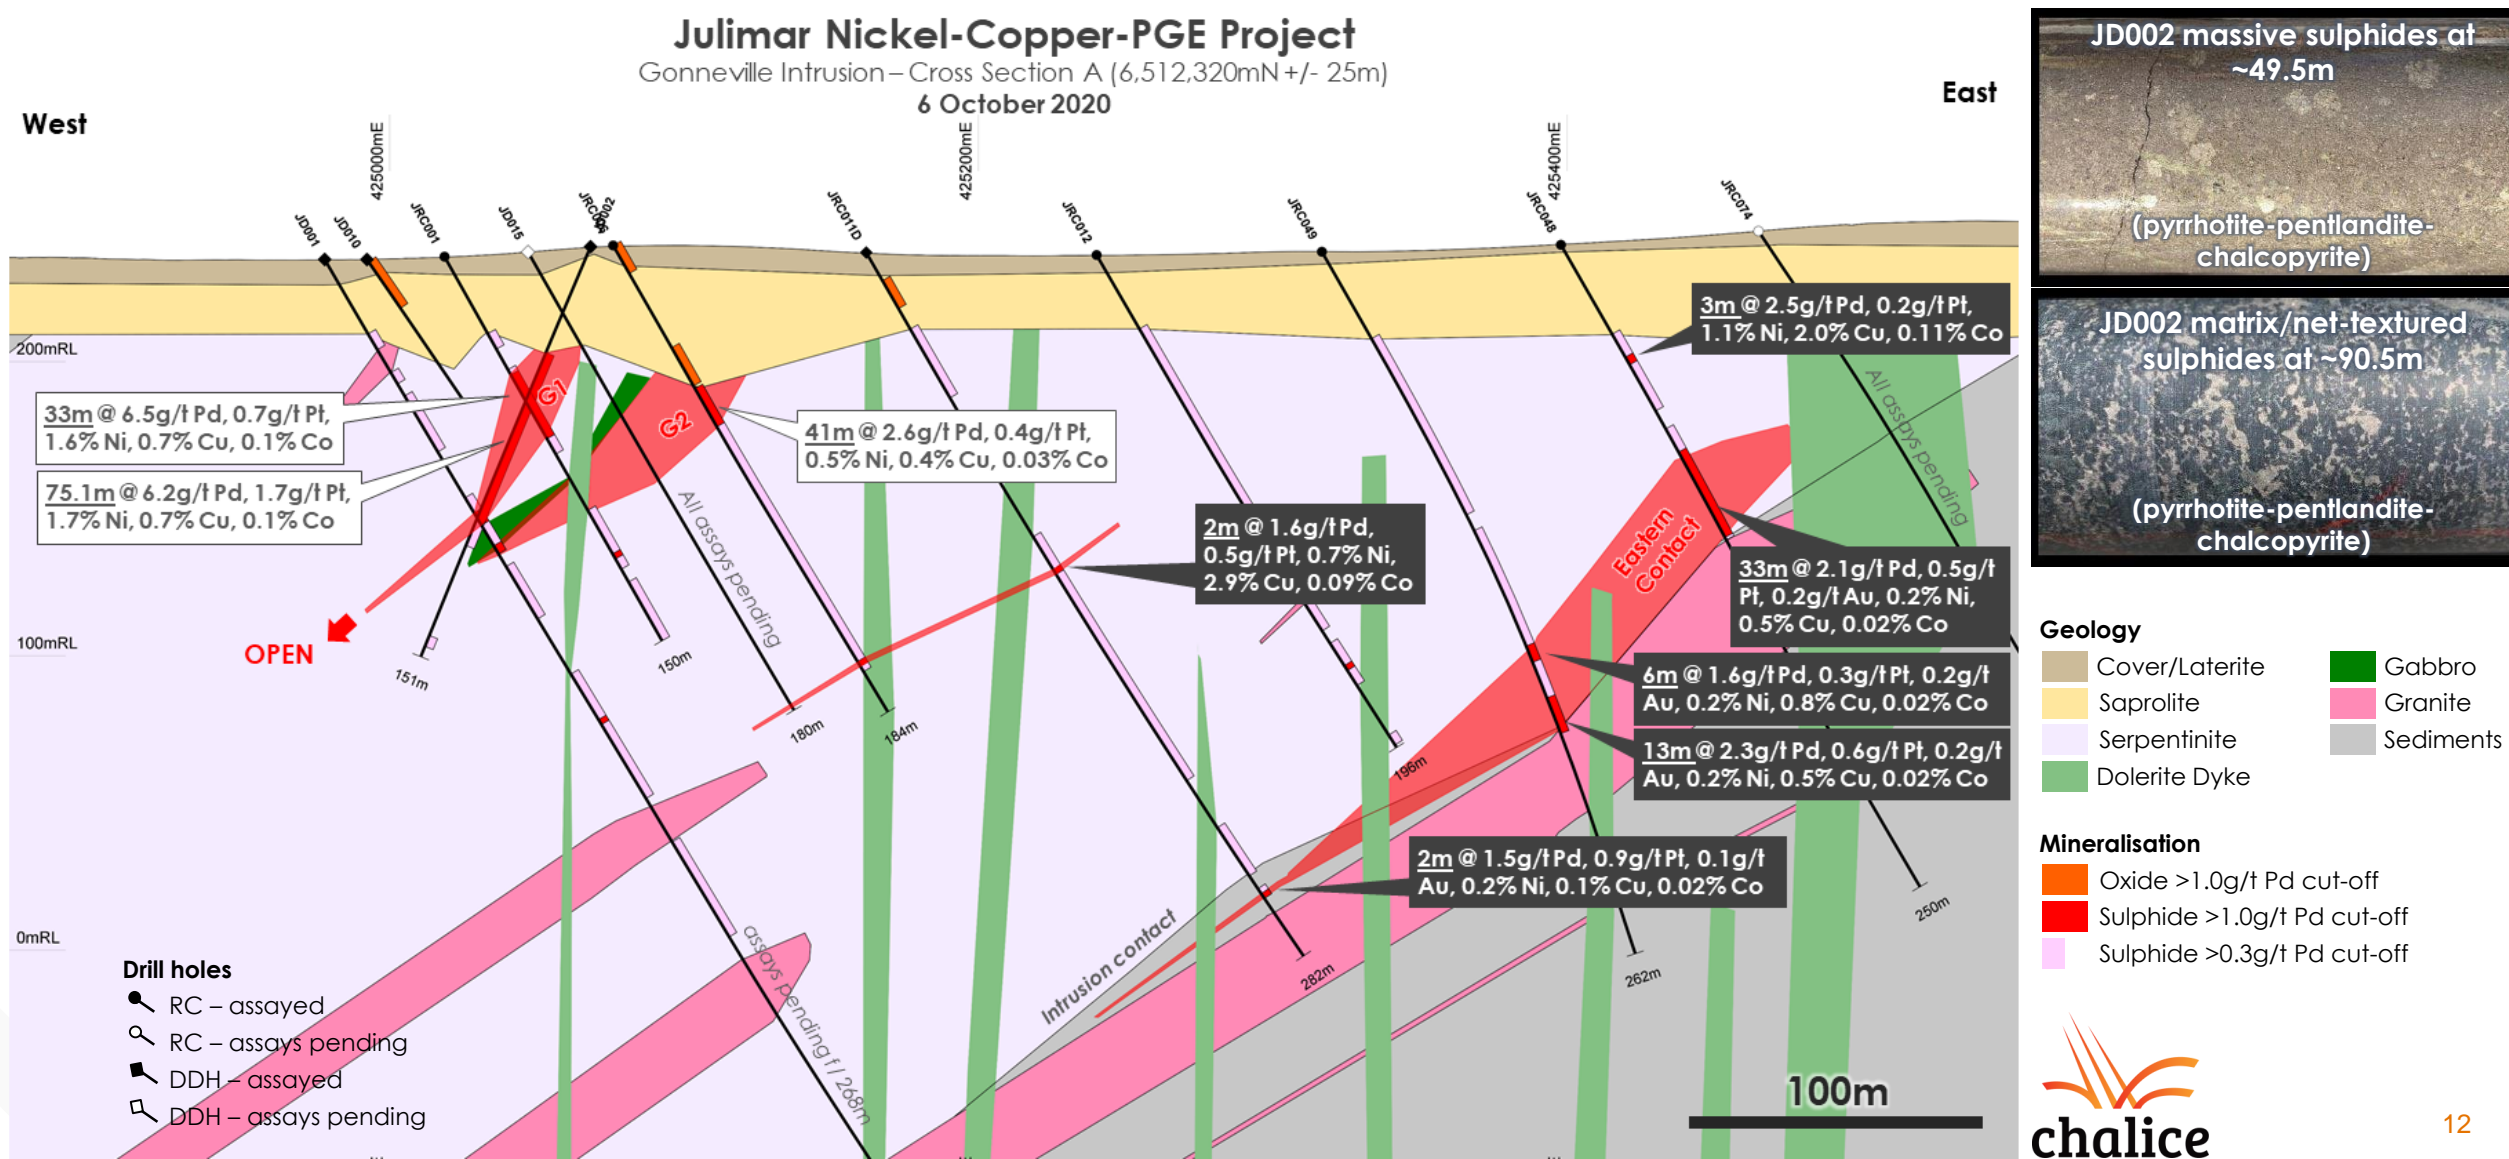 Julimar Nickel-Copper-PGE Project
Gonneville Intrusion – Cross Section A (6,512,320mN +/- 25m)
6 October 2020
West
East
425000mE
425200mE
425400mE
JD001
JD010
JRC001
JD015
JRC011D
JRC012
JRC049
JRC048
JRC074
200mRL
100mRL
0mRL
33m @ 6.5g/t Pd, 0.7g/t Pt,
1.6% Ni, 0.7% Cu, 0.1% Co
75.1m @ 6.2g/t Pd, 1.7g/t Pt,
1.7% Ni, 0.7% Cu, 0.1% Co
G1
G2
41m @ 2.6g/t Pd, 0.4g/t Pt,
0.5% Ni, 0.4% Cu, 0.03% Co
2m @ 1.6g/t Pd,
0.5g/t Pt, 0.7% Ni,
2.9% Cu, 0.09% Co
3m @ 2.5g/t Pd, 0.2g/t Pt,
1.1% Ni, 2.0% Cu, 0.11% Co
Eastern
Contact
33m @ 2.1g/t Pd, 0.5g/t
Pt, 0.2g/t Au, 0.2% Ni,
0.5% Cu, 0.02% Co
6m @ 1.6g/t Pd, 0.3g/t Pt, 0.2g/t
Au, 0.2% Ni, 0.8% Cu, 0.02% Co
13m @ 2.3g/t Pd, 0.6g/t Pt, 0.2g/t
Au, 0.2% Ni, 0.5% Cu, 0.02% Co
2m @ 1.5g/t Pd, 0.9g/t Pt, 0.1g/t
Au, 0.2% Ni, 0.1% Cu, 0.02% Co
All assays pending
All assays pending
assays pending f/ 268m
OPEN
151m
150m
180m
184m
196m
282m
262m
250m
Intrusion contact
100m
Drill holes
RC – assayed
RC – assays pending
DDH – assayed
DDH – assays pending
JD002 massive sulphides at
~49.5m
(pyrrhotite-pentlandite-
chalcopyrite)
JD002 matrix/net-textured
sulphides at ~90.5m
(pyrrhotite-pentlandite-
chalcopyrite)
Geology
Cover/Laterite
Saprolite
Serpentinite
Dolerite Dyke
Gabbro
Granite
Sediments
Mineralisation
Oxide >1.0g/t Pd cut-off
Sulphide >1.0g/t Pd cut-off
Sulphide >0.3g/t Pd cut-off
chalice
12